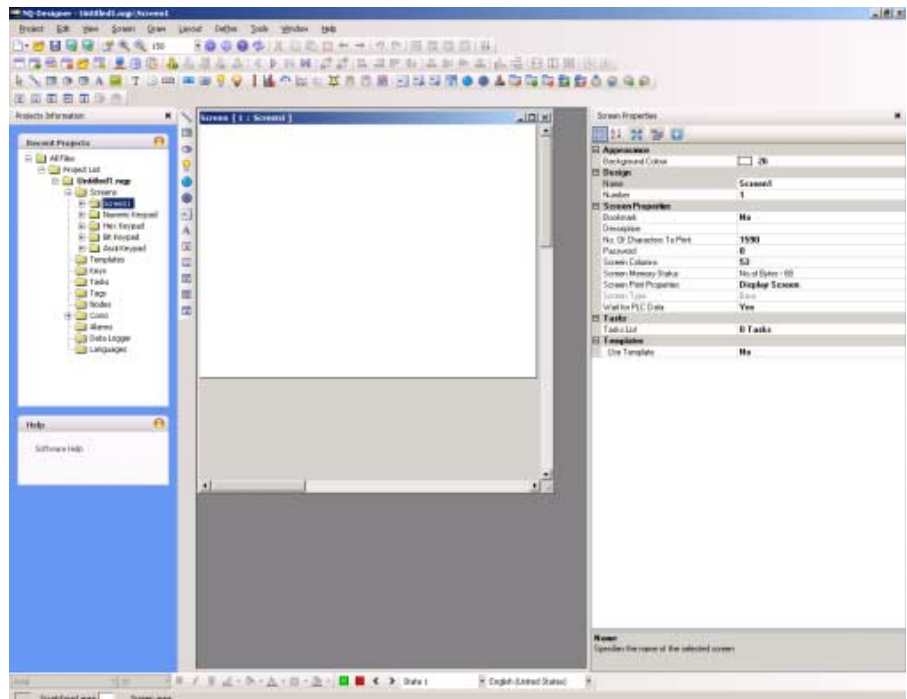 NQ-Designer - Untitled1.nqp\Screen1
Project Edit View Screen Draw Layout Define Tools Window Help
150
Projects Information
Recent Projects
All Files
Project List
Untitled1.nqp
Screens
Screen1
Numeric Keypad
Hex Keypad
Bit Keypad
Ascii Keypad
Templates
Keys
Tasks
Tags
Nodes
Coms
Alarms
Data Logger
Languages
Help
Software Help
Screen [ 1 : Screen1 ]
Screen Properties
Appearance
Background Colour 26
Design
Name Screen1
Number 1
Screen Properties
Bookmark No
Description
No. Of Characters To Print 1590
Password 0
Screen Columns 53
Screen Memory Status No of Bytes - 60
Screen Print Properties Display Screen
Screen Type Base
Wait for PLC Data Yes
Tasks
Tasks List 0 Tasks
Templates
Use Template No
Name
Specifies the name of the selected screen
State 1
English (United States)